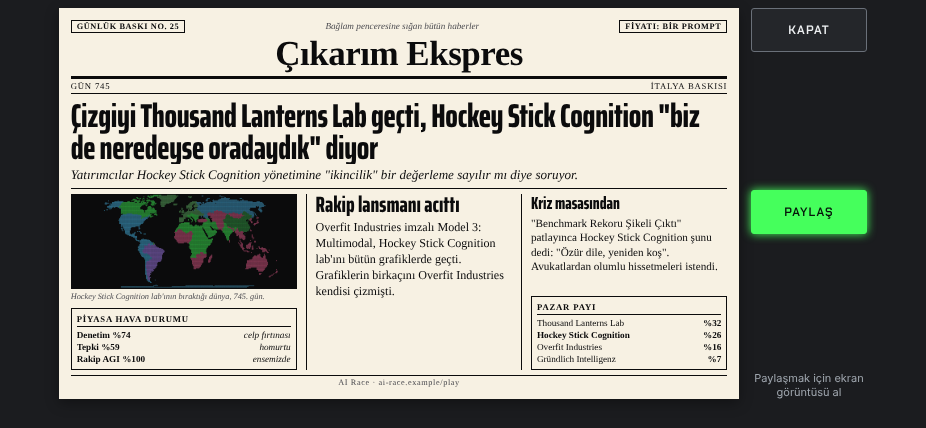 GÜNLÜK BASKI NO. 25
Bağlam penceresine sığan bütün haberler
FİYATI: BİR PROMPT
Çıkarım Ekspres
GÜN 745
İTALYA BASKISI
Çizgiyi Thousand Lanterns Lab geçti, Hockey Stick Cognition "biz
de neredeyse oradaydık" diyor
Yatırımcılar Hockey Stick Cognition yönetimine "ikincilik" bir değerleme sayılır mı diye soruyor.
Hockey Stick Cognition lab'ının bıraktığı dünya, 745. gün.
PİYASA HAVA DURUMU
Denetim %74 celp fırtınası
Tepki %59 homurtu
Rakip AGI %100 ensemizde
Rakip lansmanı acıttı
Overfit Industries imzalı Model 3:
Multimodal, Hockey Stick Cognition
lab'ını bütün grafiklerde geçti.
Grafiklerin birkaçını Overfit Industries
kendisi çizmişti.
Kriz masasından
"Benchmark Rekoru Şikeli Çıktı"
patlayınca Hockey Stick Cognition şunu
dedi: "Özür dile, yeniden koş".
Avukatlardan olumlu hissetmeleri istendi.
PAZAR PAYI
Thousand Lanterns Lab %32
Hockey Stick Cognition %26
Overfit Industries %16
Gründlich Intelligenz %7
AI Race · ai-race.example/play
KAPAT
PAYLAŞ
Paylaşmak için ekran
görüntüsü al